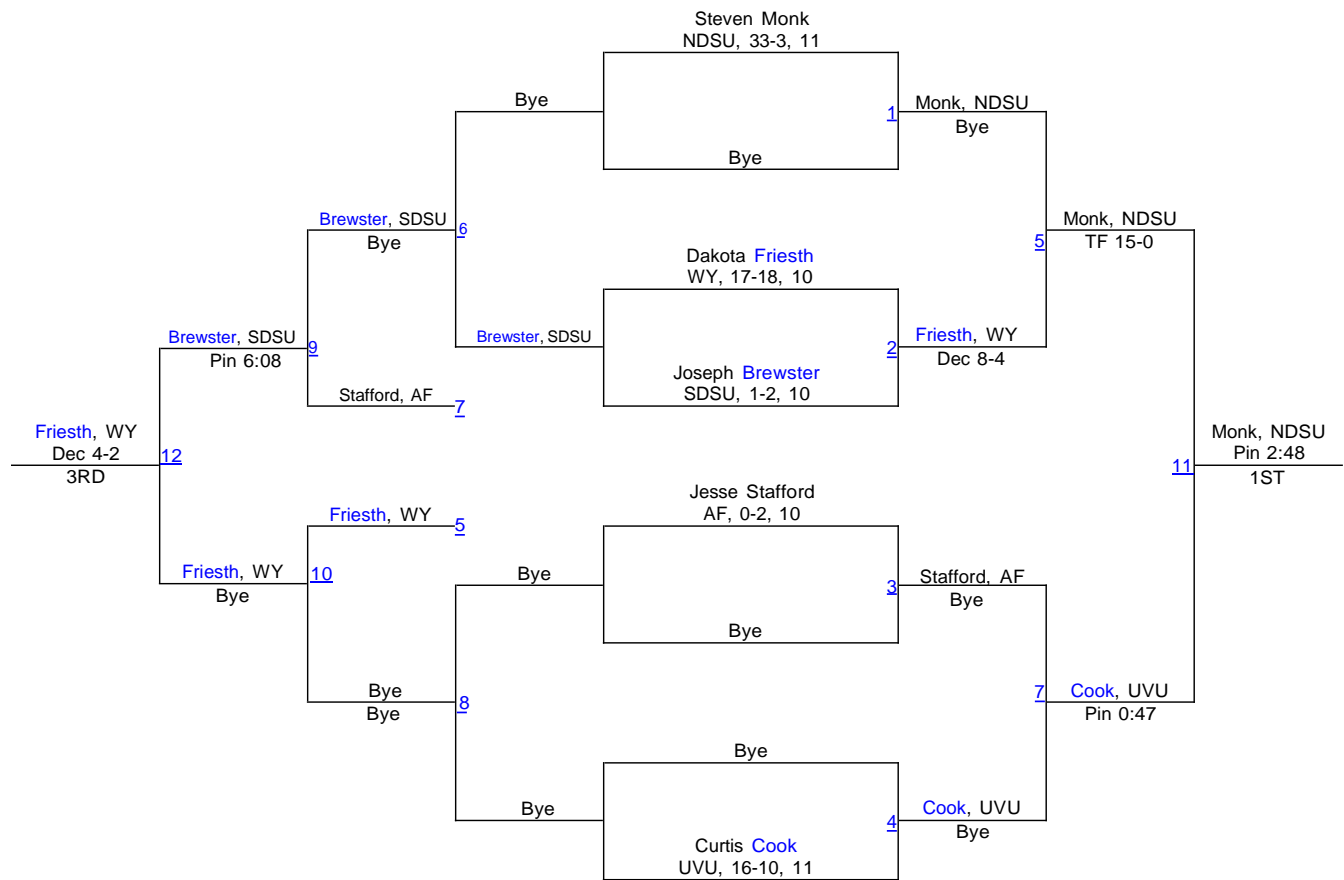 Steven Monk
NDSU, 33-3, 11
Bye
1
Monk, NDSU
Bye
Bye
Brewster, SDSU
Bye
6
Monk, NDSU
TF 15-0
5
Dakota Friesth
WY, 17-18, 10
Brewster, SDSU
Pin 6:08
9
Brewster, SDSU
2
Friesth, WY
Dec 8-4
Joseph Brewster
SDSU, 1-2, 10
Stafford, AF
7
Friesth, WY
Dec 4-2
3RD
12
Monk, NDSU
Pin 2:48
1ST
11
Jesse Stafford
AF, 0-2, 10
Friesth, WY
5
Friesth, WY
Bye
10
Bye
3
Stafford, AF
Bye
Bye
Bye
Bye
8
7
Cook, UVU
Pin 0:47
Bye
Bye
4
Cook, UVU
Bye
Curtis Cook
UVU, 16-10, 11